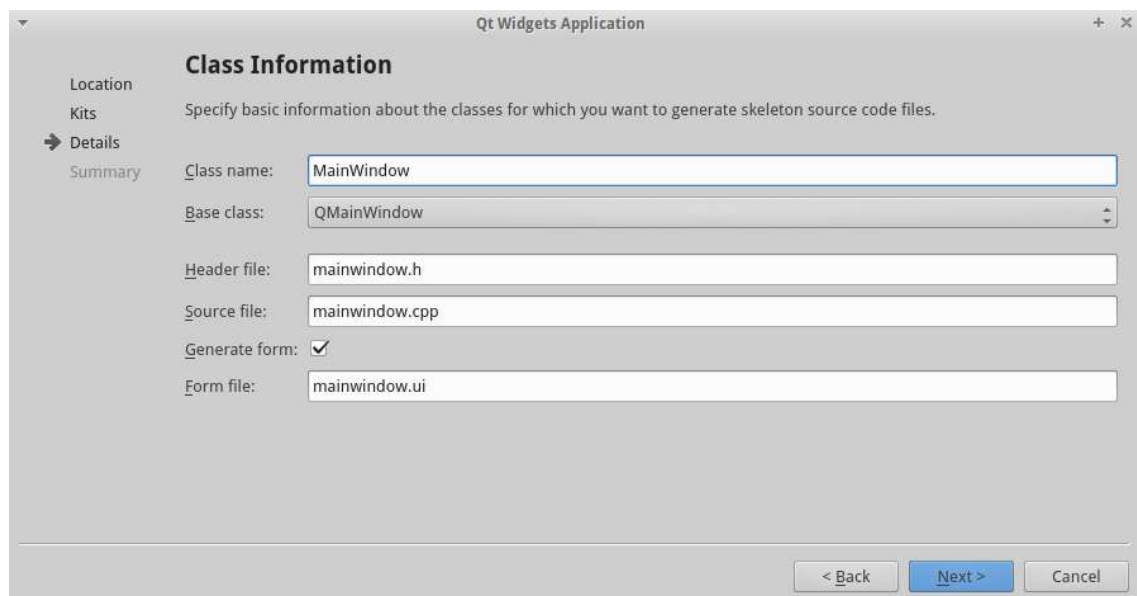 Qt Widgets Application
Location
Kits
Details
Summary
Class Information
Specify basic information about the classes for which you want to generate skeleton source code files.
Class name: MainWindow
Base class: QMainWindow
Header file: mainwindow.h
Source file: mainwindow.cpp
Generate form:
Form file: mainwindow.ui
< Back Next > Cancel